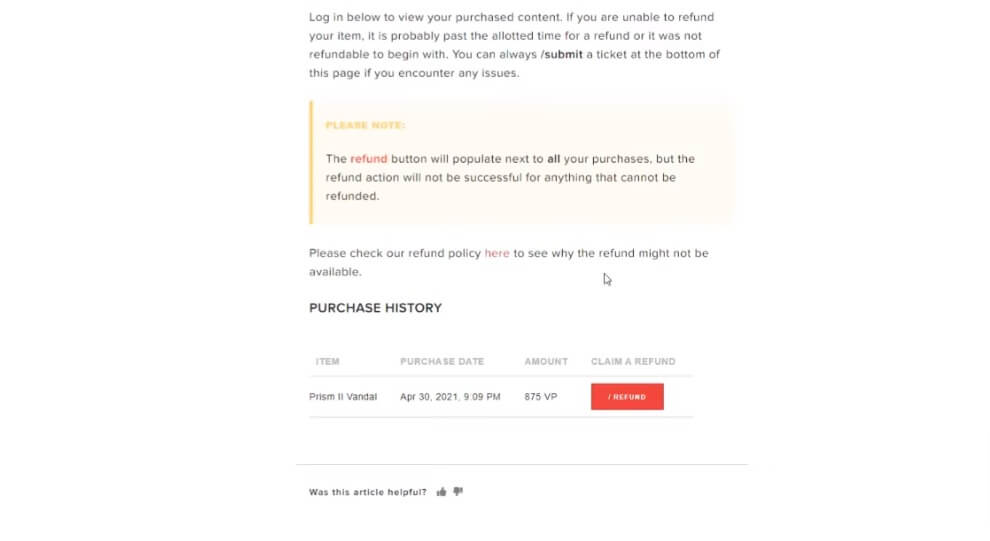 Log in below to view your purchased content. If you are unable to refund
your item, it is probably past the allotted time for a refund or it was not
refundable to begin with. You can always /submit a ticket at the bottom of
this page if you encounter any issues.
PLEASE NOTE:
The refund button will populate next to all your purchases, but the
refund action will not be successful for anything that cannot be
refunded.
Please check our refund policy here to see why the refund might not be
available.
PURCHASE HISTORY
ITEM PURCHASE DATE AMOUNT CLAIM A REFUND
Prism II Vandal Apr 30, 2021, 9:09 PM 875 VP / REFUND
Was this article helpful?